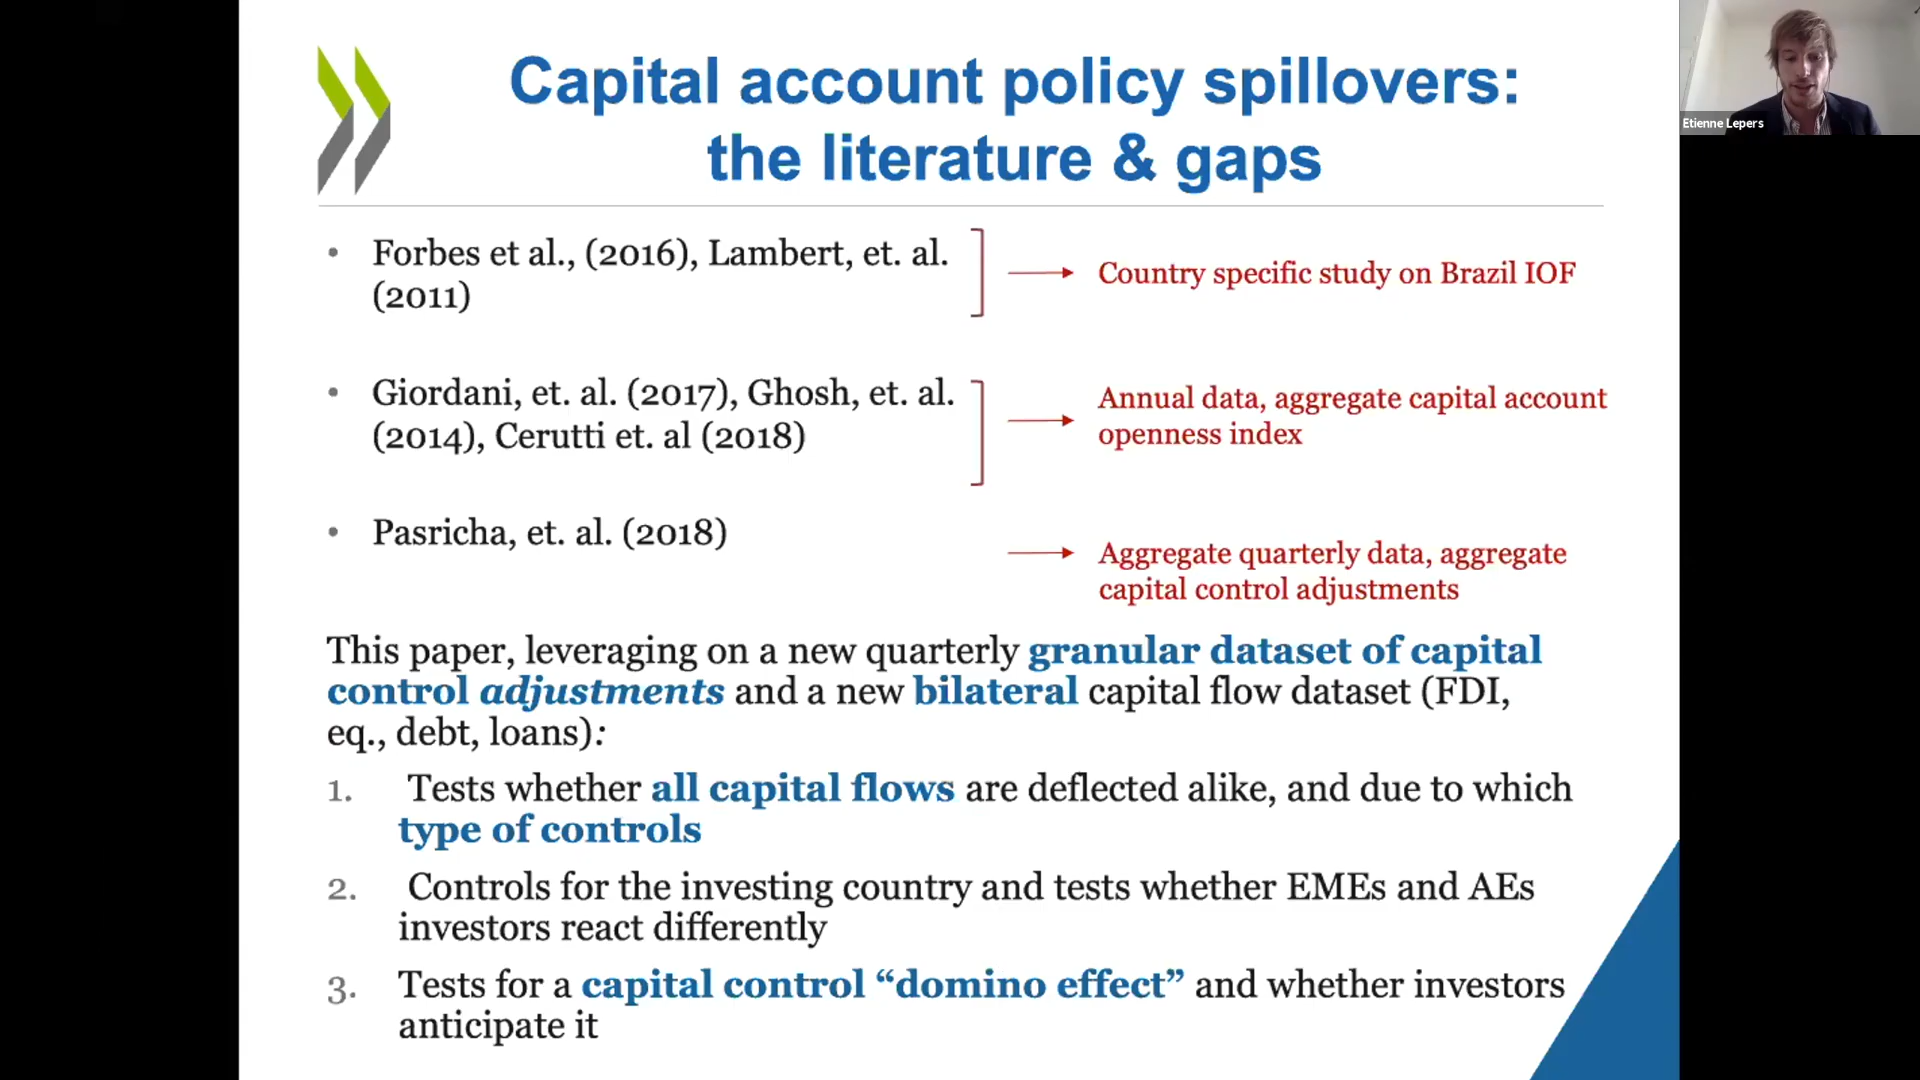 Capital account policy spillovers:
the literature & gaps
• Forbes et al., (2016), Lambert, et. al.
(2011)
Country specific study on Brazil IOF
• Giordani, et. al. (2017), Ghosh, et. al.
(2014), Cerutti et. al (2018)
Annual data, aggregate capital account
openness index
• Pasricha, et. al. (2018)
Aggregate quarterly data, aggregate
capital control adjustments
This paper, leveraging on a new quarterly granular dataset of capital
control adjustments and a new bilateral capital flow dataset (FDI,
eq., debt, loans):
1. Tests whether all capital flows are deflected alike, and due to which
type of controls
2. Controls for the investing country and tests whether EMEs and AEs
investors react differently
3. Tests for a capital control “domino effect” and whether investors
anticipate it
Etienne Lepers